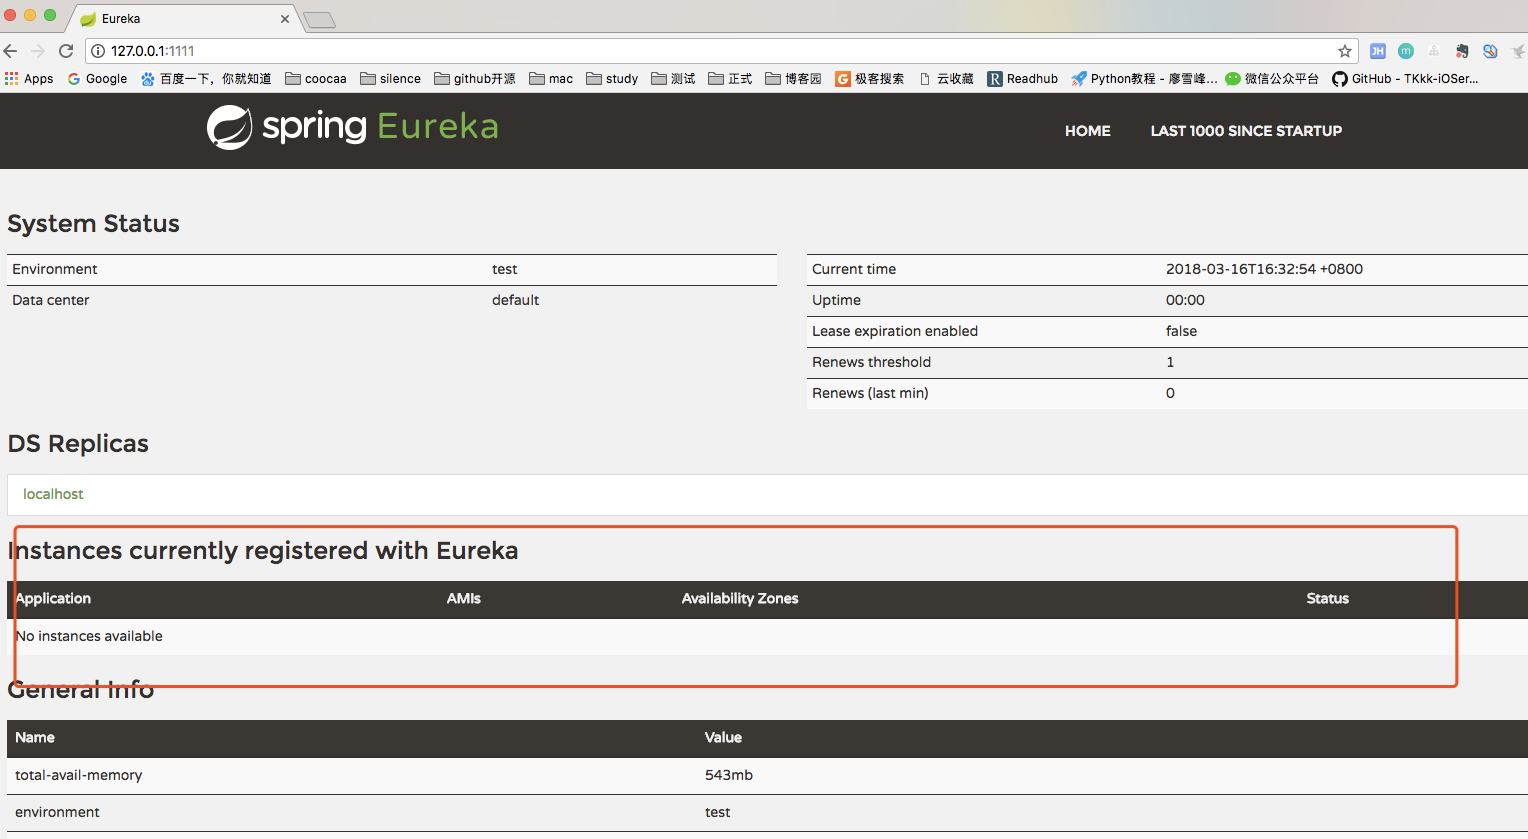 Eureka
127.0.0.1:1111
JH m
Apps Google 百度一下，你就知道 coocaa silence github开源 mac study 测试 正式 博客园 G 极客搜索 云收藏 R Readhub Python教程 - 廖雪峰... 微信公众平台 GitHub - TKkk-iOSer...
spring Eureka
HOME LAST 1000 SINCE STARTUP
System Status
Environment test
Data center default
Current time 2018-03-16T16:32:54 +0800
Uptime 00:00
Lease expiration enabled false
Renews threshold 1
Renews (last min) 0
DS Replicas
localhost
Instances currently registered with Eureka
Application AMIs Availability Zones Status
No instances available
General Info
Name Value
total-avail-memory 543mb
environment test